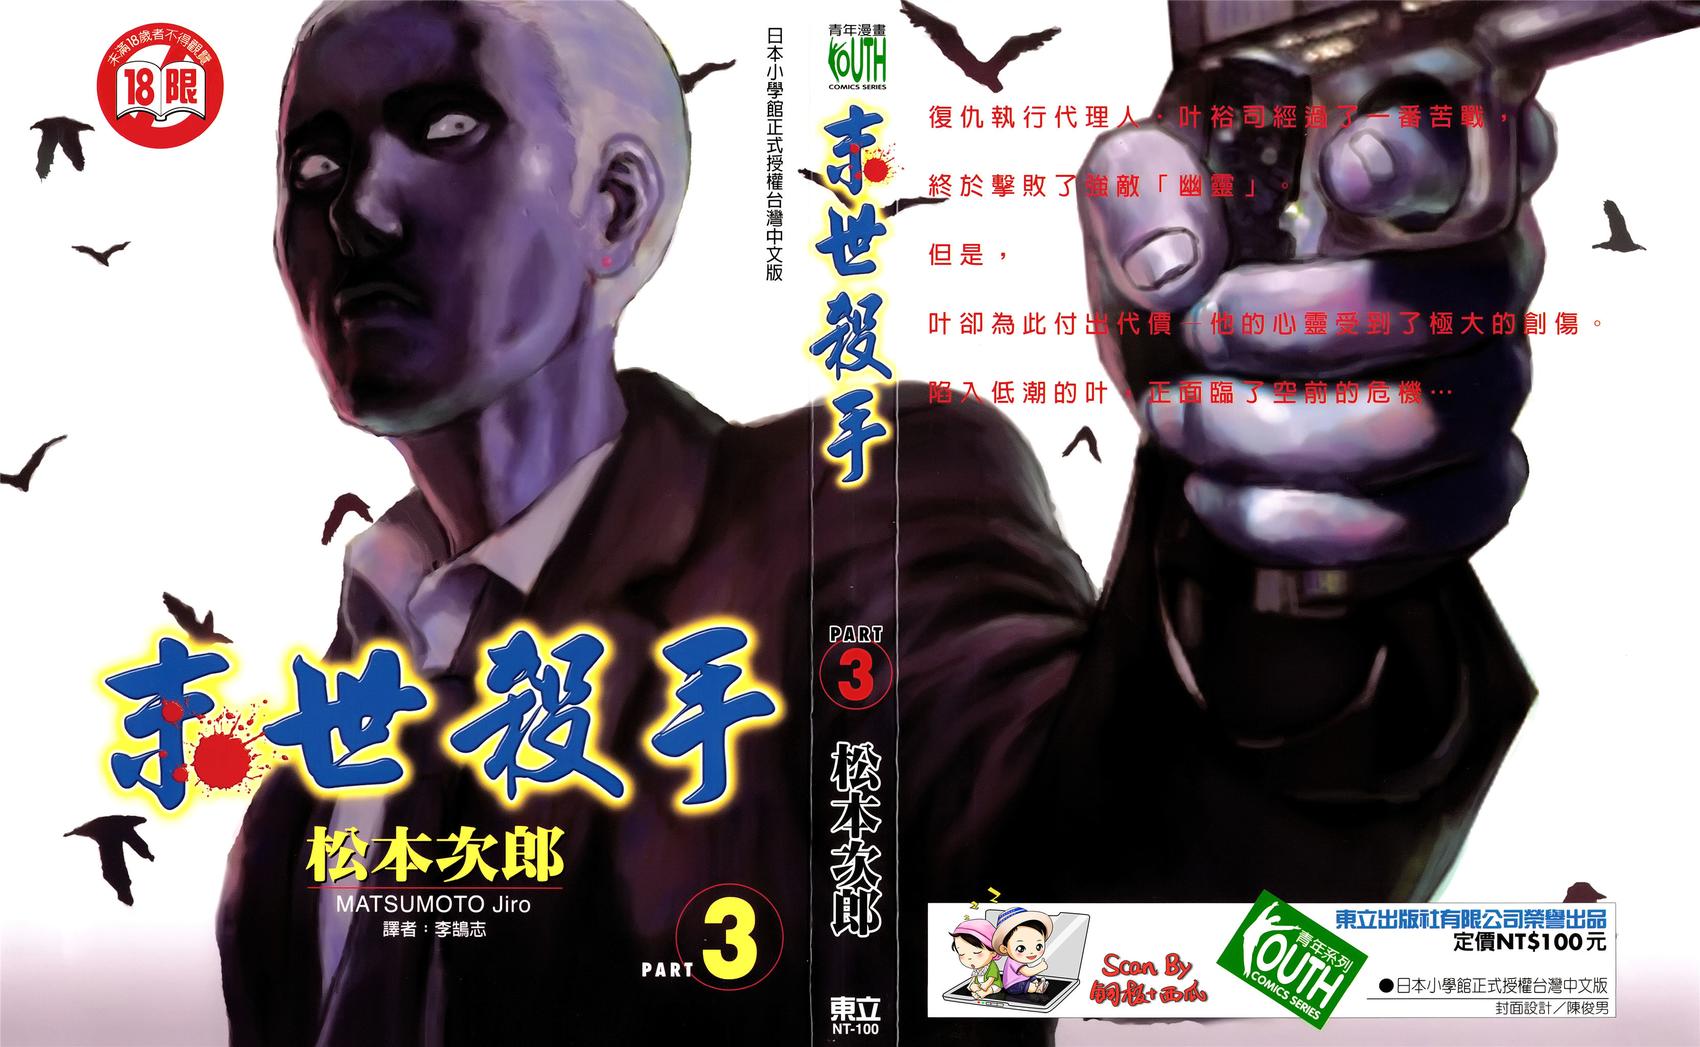 未滿18歲者不得觀覽
18限
日本小學館正式授權台灣中文版
末世殺手
松本次郎
MATSUMOTO Jiro
譯者：李鵠志
PART 3
青年漫畫
YOUTH
COMICS SERIES
末世殺手
PART
3
松本次郎
東立
NT-100
復仇執行代理人‧叶裕司經過了一番苦戰，
終於擊敗了強敵「幽靈」。
但是，
叶卻為此付出代價—他的心靈受到了極大的創傷。
陷入低潮的叶，正面臨了空前的危機…
Scan By
青年系列
YOUTH
COMICS SERIES
東立出版社有限公司榮譽出品
定價NT$100元
●日本小學館正式授權台灣中文版
封面設計／陳俊男